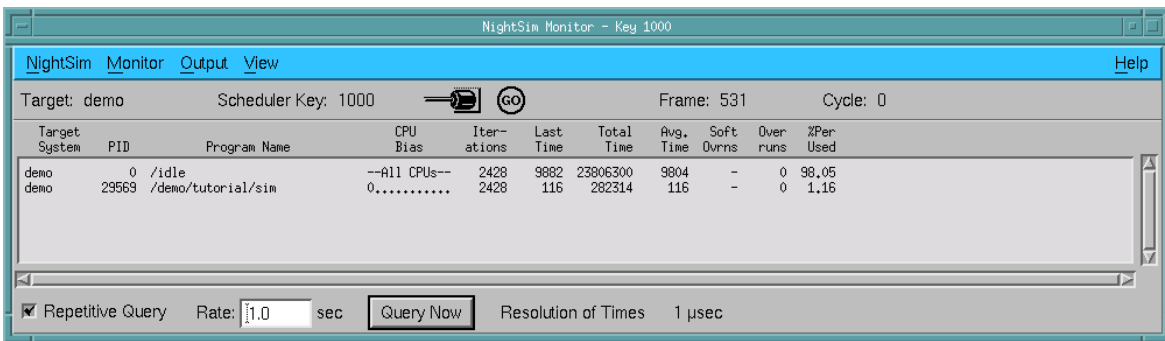 NightSim Monitor - Key 1000
NightSim Monitor Output View Help
Target: demo Scheduler Key: 1000 GO Frame: 531 Cycle: 0
Target CPU Iter- Last Total Avg. Soft Over %Per
System PID Program Name Bias ations Time Time Time Ovrns runs Used
demo 0 /idle --All CPUs-- 2428 9882 23806300 9804 - 0 98.05
demo 29569 /demo/tutorial/sim 0........... 2428 116 282314 116 - 0 1.16
Repetitive Query Rate: 1.0 sec Query Now Resolution of Times 1 µsec